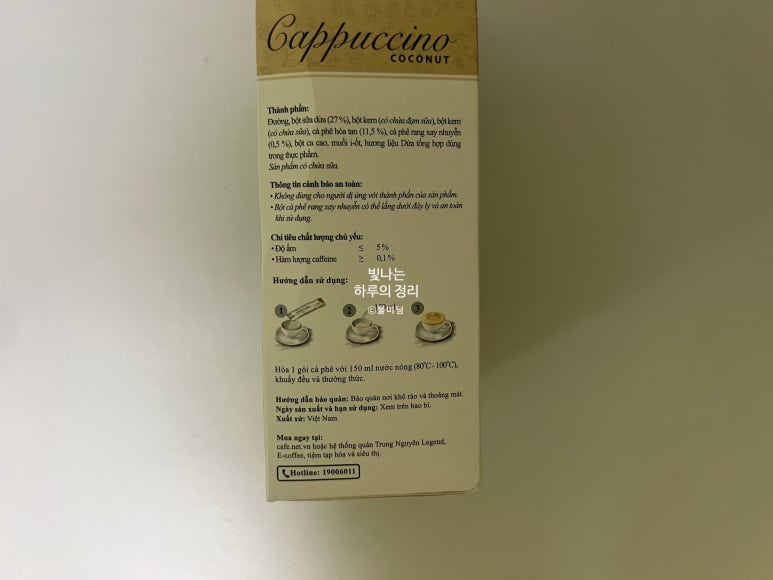 Cappuccino
COCONUT
Thành phần:
Đường, bột sữa dừa (27 %), bột kem (có chứa đạm sữa), bột kem
(có chứa sữa), cà phê hòa tan (11,5 %), cà phê rang xay nhuyễn
(0,5 %), bột ca cao, muối i-ốt, hương liệu Dừa tổng hợp dùng
trong thực phẩm.
Sản phẩm có chứa sữa.
Thông tin cảnh báo an toàn:
• Không dùng cho người dị ứng với thành phần của sản phẩm.
• Bột cà phê rang xay nhuyễn có thể lắng dưới đáy ly và an toàn
khi sử dụng.
Chỉ tiêu chất lượng chủ yếu:
• Độ ẩm ≤ 5 %
• Hàm lượng caffeine ≥ 0,1 %
빛나는
하루의 정리
Hướng dẫn sử dụng:
1 2 3
Hòa 1 gói cà phê với 150 ml nước nóng (80°C - 100°C),
khuấy đều và thưởng thức.
Hướng dẫn bảo quản: Bảo quản nơi khô ráo và thoáng mát.
Ngày sản xuất và hạn sử dụng: Xem trên bao bì.
Xuất xứ: Việt Nam.
Mua ngay tại:
cafe.net.vn hoặc hệ thống quán Trung Nguyên Legend,
E-coffee, tiệm tạp hóa và siêu thị.
Hotline: 19006011